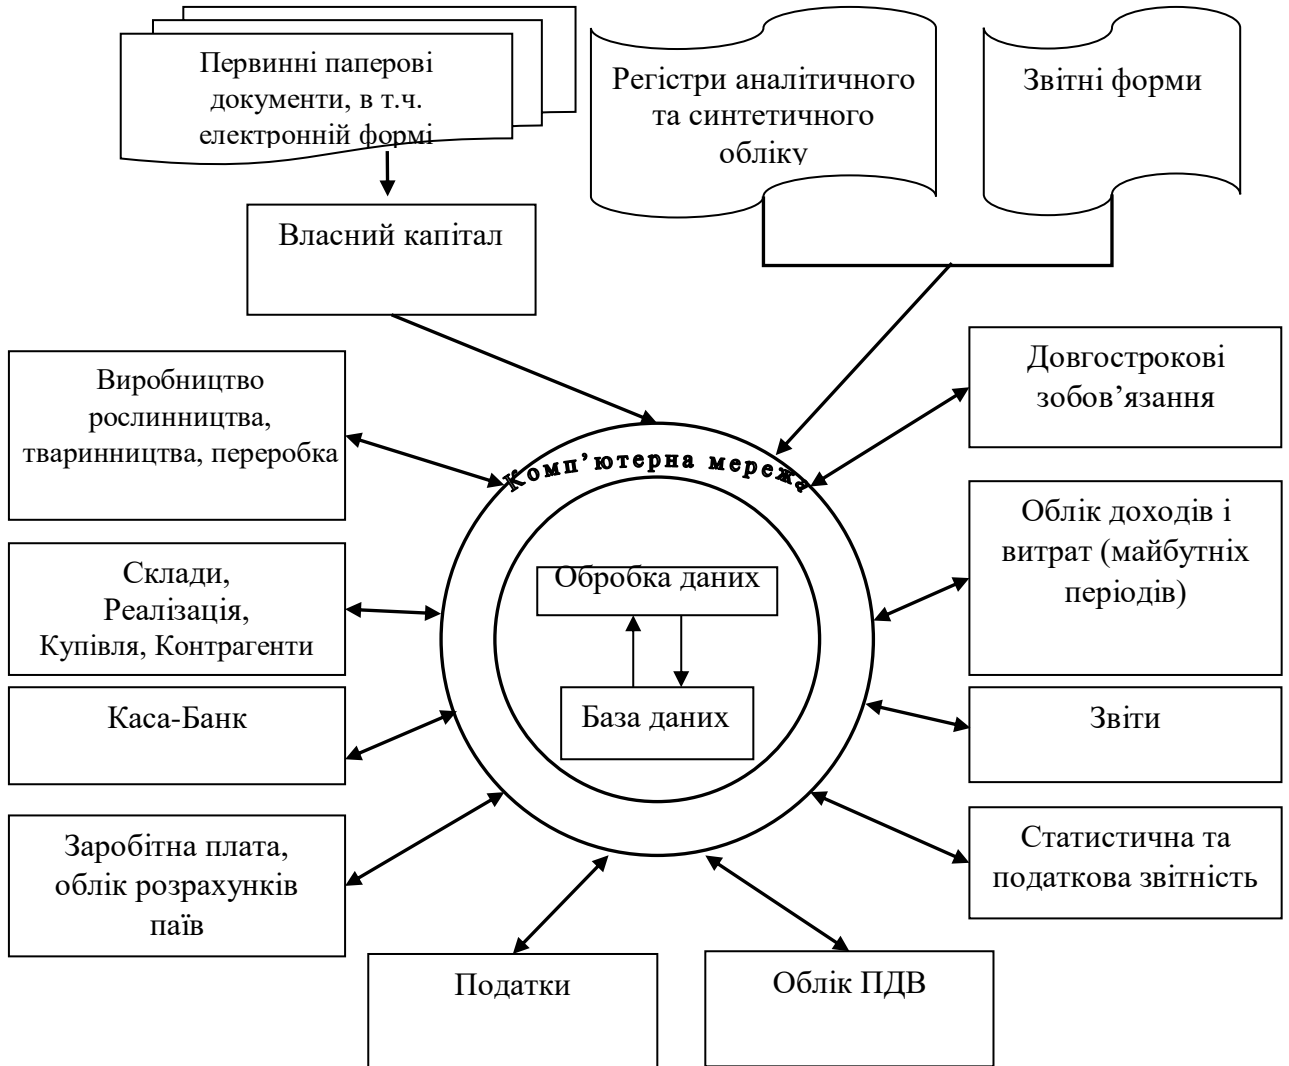 Первинні паперові
документи, в т.ч.
електронній формі
Регістри аналітичного
та синтетичного
обліку
Звітні форми
Власний капітал
Довгострокові
зобов’язання
Виробництво
рослинництва,
тваринництва, переробка
Комп’ютерна мережа
Облік доходів і
витрат (майбутніх
періодів)
Склади,
Реалізація,
Купівля, Контрагенти
Обробка даних
База даних
Каса-Банк
Звіти
Заробітна плата,
облік розрахунків
паїв
Статистична та
податкова звітність
Податки
Облік ПДВ